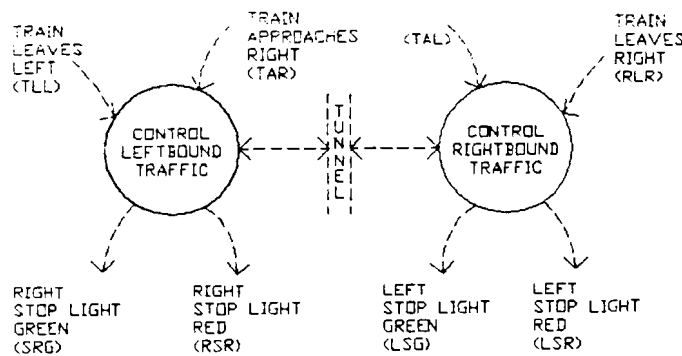 TRAIN
LEAVES
LEFT
(TLL)
TRAIN
APPROACHES
RIGHT
(TAR)
(TAL)
TRAIN
LEAVES
RIGHT
(RLR)
CONTROL
LEFTBOUND
TRAFFIC
TUNNEL
CONTROL
RIGHTBOUND
TRAFFIC
RIGHT
STOP LIGHT
GREEN
(SRG)
RIGHT
STOP LIGHT
RED
(RSR)
LEFT
STOP LIGHT
GREEN
(LSG)
LEFT
STOP LIGHT
RED
(LSR)